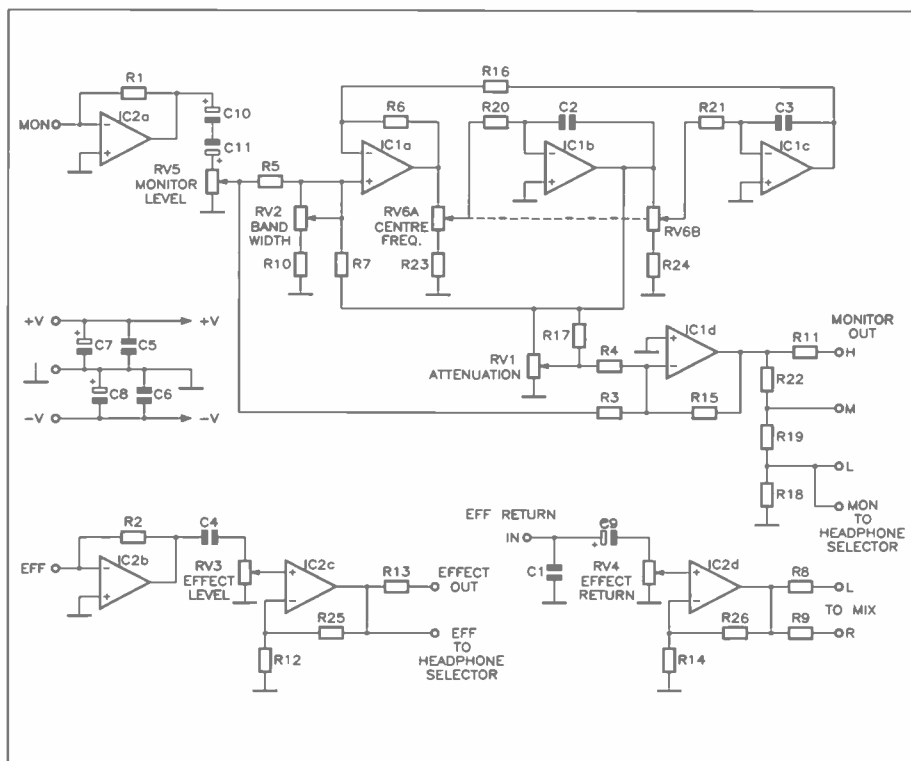 R1
R16
MON
IC2a
C10
C11
R6
R20
C2
R21
C3
IC1a
IC1b
IC1c
RV5
MONITOR
LEVEL
R5
RV2
BAND
WIDTH
RV6A
CENTRE
FREQ.
RV6B
R10
R7
R23
R24
+V
+V
C7
C5
C8
C6
-V
-V
R17
RV1
ATTENUATION
R4
IC1d
MONITOR
OUT
R11
H
R22
M
R3
R15
R19
L
R18
MON
TO
HEADPHONE
SELECTOR
R2
C4
EFF
IC2b
RV3
EFFECT
LEVEL
IC2c
R13
EFFECT
OUT
R25
EFF
TO
HEADPHONE
SELECTOR
R12
EFF RETURN
IN
C9
C1
RV4
EFFECT
RETURN
IC2d
R8
L
TO MIX
R26
R9
R
R14